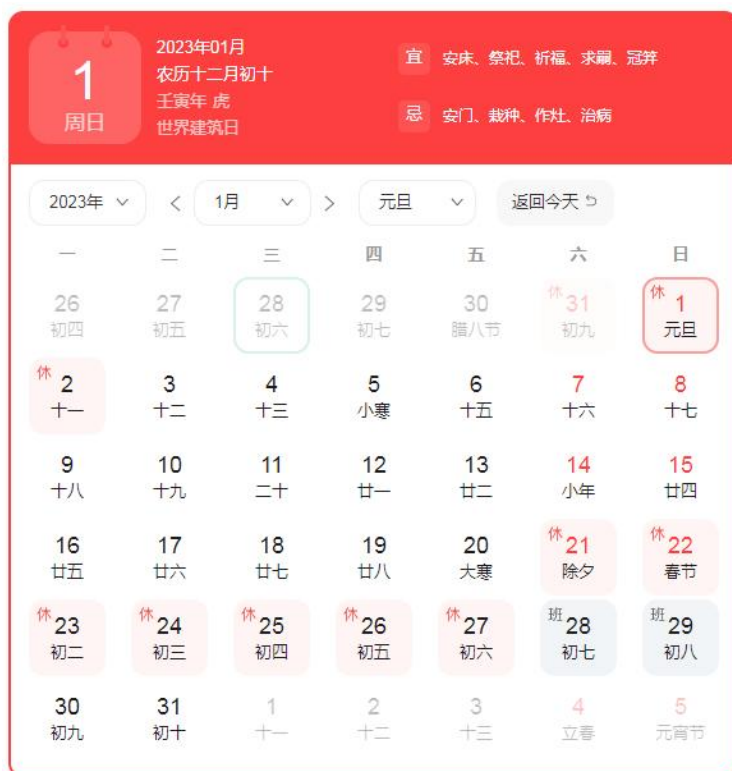 1
周日
2023年01月
农历十二月初十
壬寅年 虎
世界建筑日
宜 安床、祭祀、祈福、求嗣、冠笄
忌 安门、栽种、作灶、治病
2023年 < 1月 > 元旦 返回今天
一 二 三 四 五 六 日
26 27 28 29 30 休 31 休 1
初四 初五 初六 初七 腊八节 初九 元旦
休 2 3 4 5 6 7 8
十一 十二 十三 小寒 十五 十六 十七
9 10 11 12 13 14 15
十八 十九 二十 廿一 廿二 小年 廿四
16 17 18 19 20 休 21 休 22
廿五 廿六 廿七 廿八 大寒 除夕 春节
休 23 休 24 休 25 休 26 休 27 班 28 班 29
初二 初三 初四 初五 初六 初七 初八
30 31 1 2 3 4 5
初九 初十 十一 十二 十三 立春 元宵节